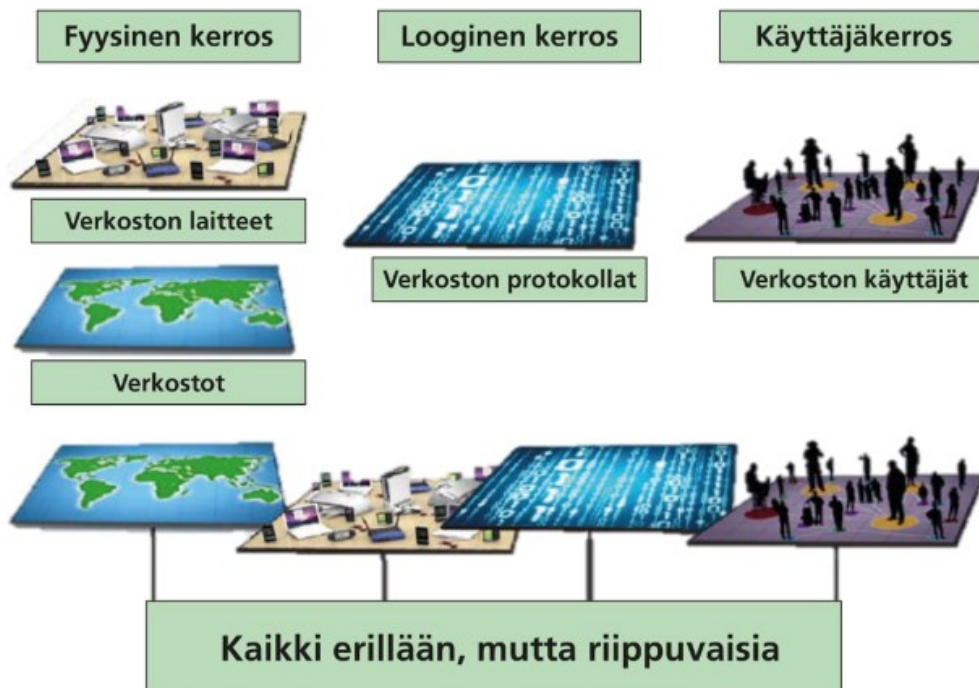 Fyysinen kerros
Looginen kerros
Käyttäjäkerros
Verkoston laitteet
Verkoston protokollat
Verkoston käyttäjät
Verkostot
Kaikki erillään, mutta riippuvaisia